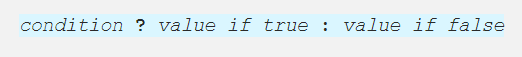 condition ? value if true : value if false